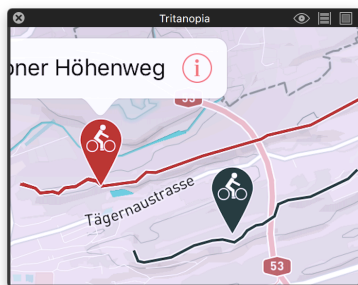 Tritanopia
oner Höhenweg
i
53
Tägernaustrasse
53